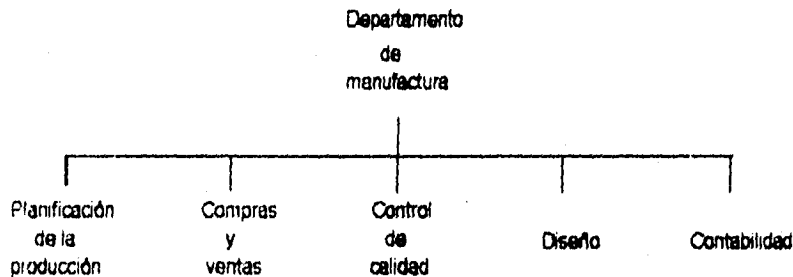 Departamento
de
manufactura
Planificación
de la
producción
Compras
y
ventas
Control
de
calidad
Diseño
Contabilidad